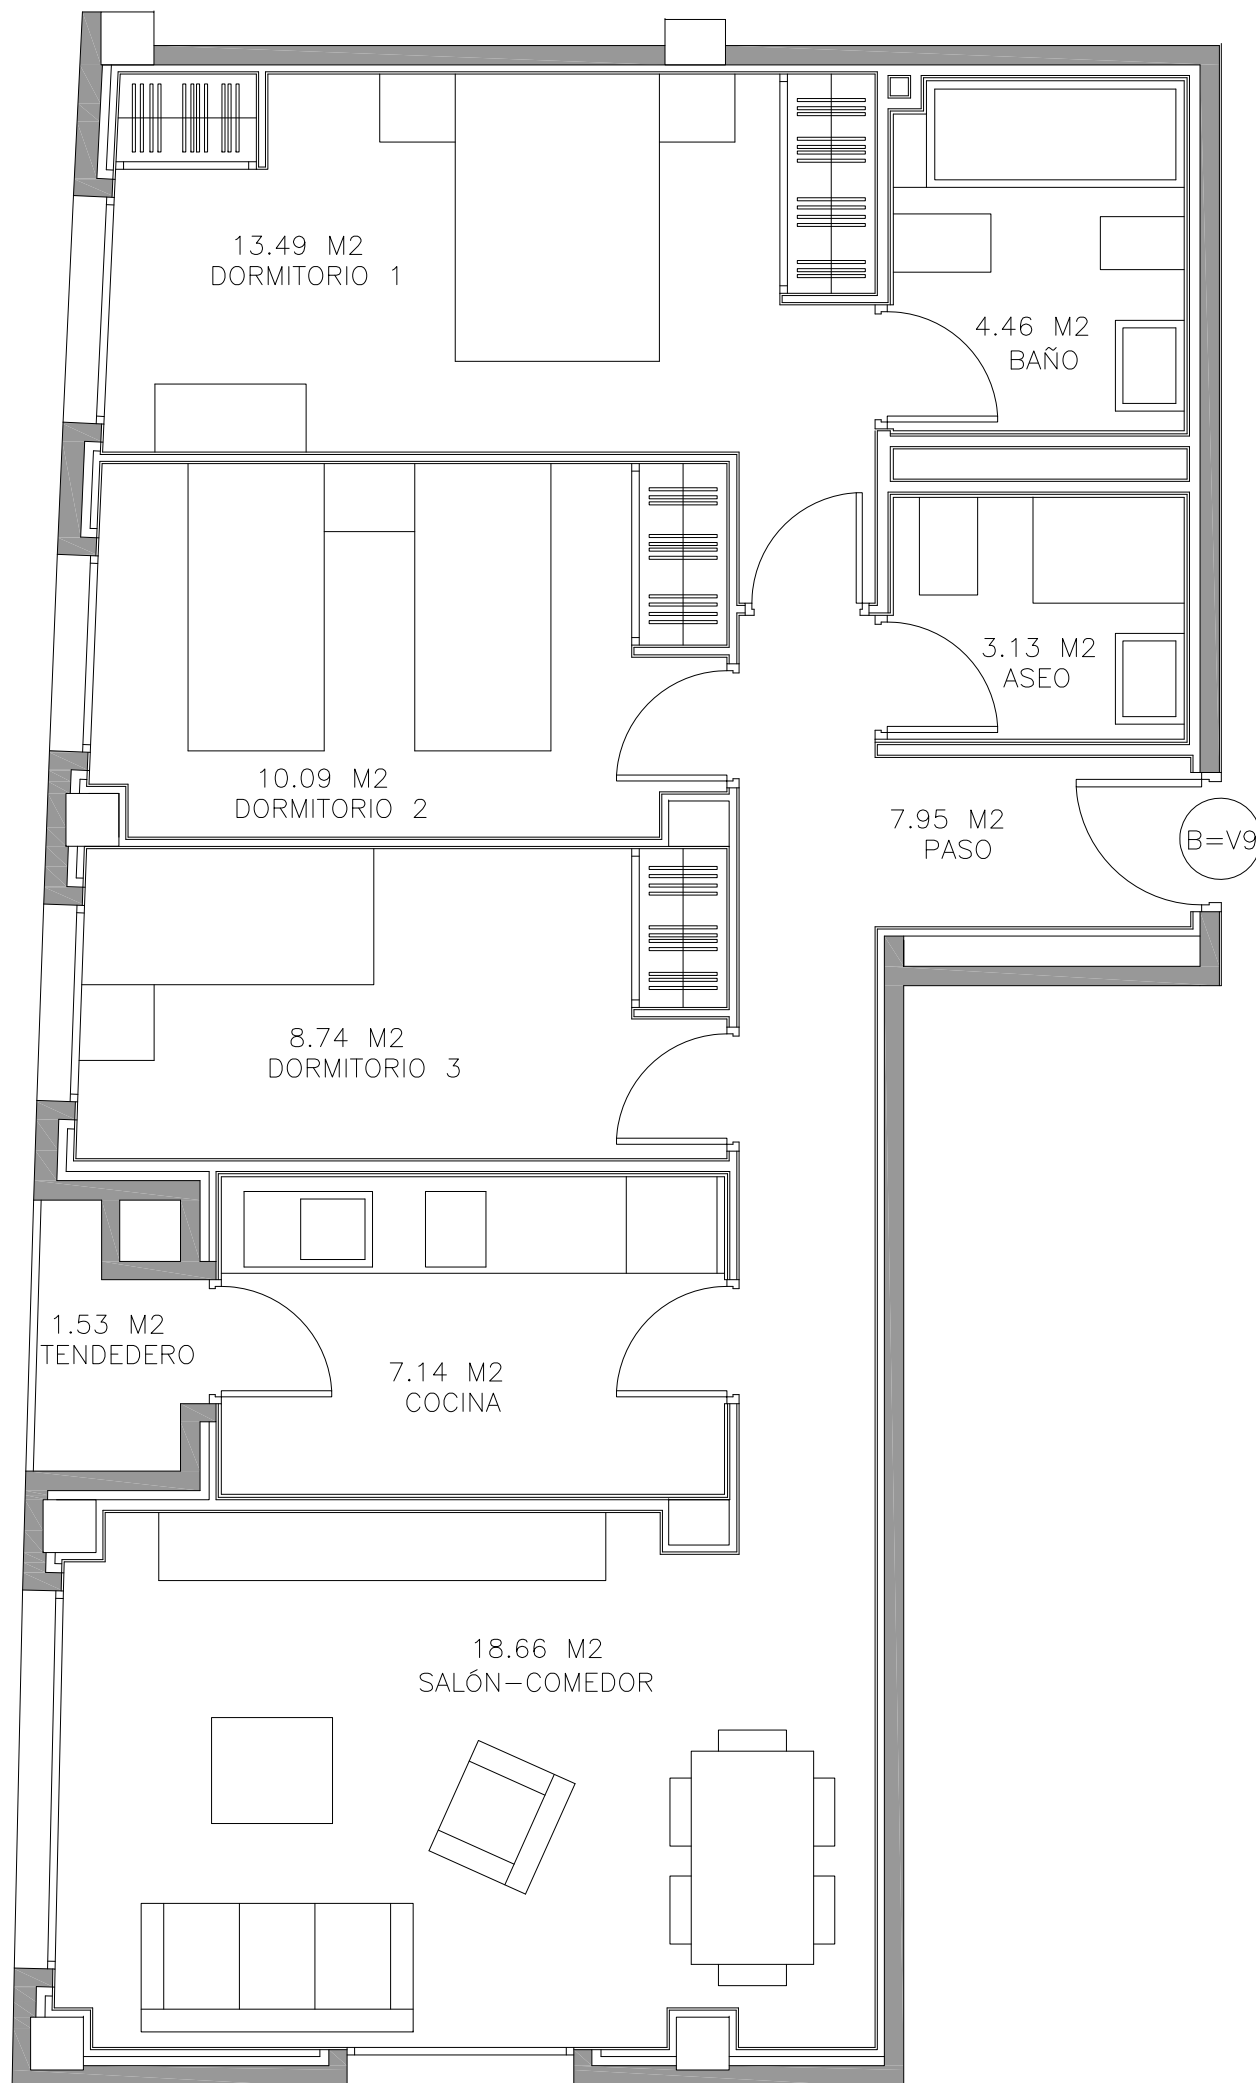 13.49 M2
DORMITORIO 1
4.46 M2
BAÑO
3.13 M2
ASEO
10.09 M2
DORMITORIO 2
7.95 M2
PASO
B=V9
8.74 M2
DORMITORIO 3
1.53 M2
TENDEDERO
7.14 M2
COCINA
18.66 M2
SALÓN-COMEDOR